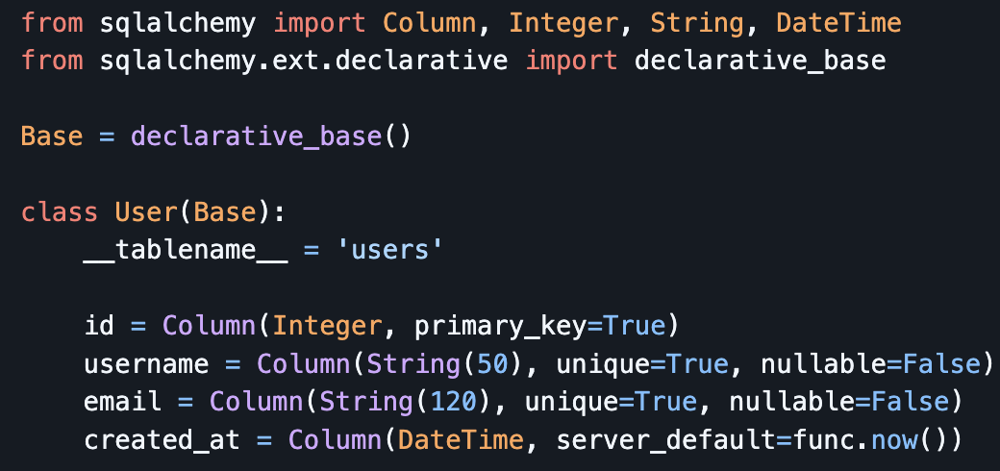 from sqlalchemy import Column, Integer, String, DateTime
from sqlalchemy.ext.declarative import declarative_base

Base = declarative_base()

class User(Base):
    __tablename__ = 'users'

    id = Column(Integer, primary_key=True)
    username = Column(String(50), unique=True, nullable=False)
    email = Column(String(120), unique=True, nullable=False)
    created_at = Column(DateTime, server_default=func.now())